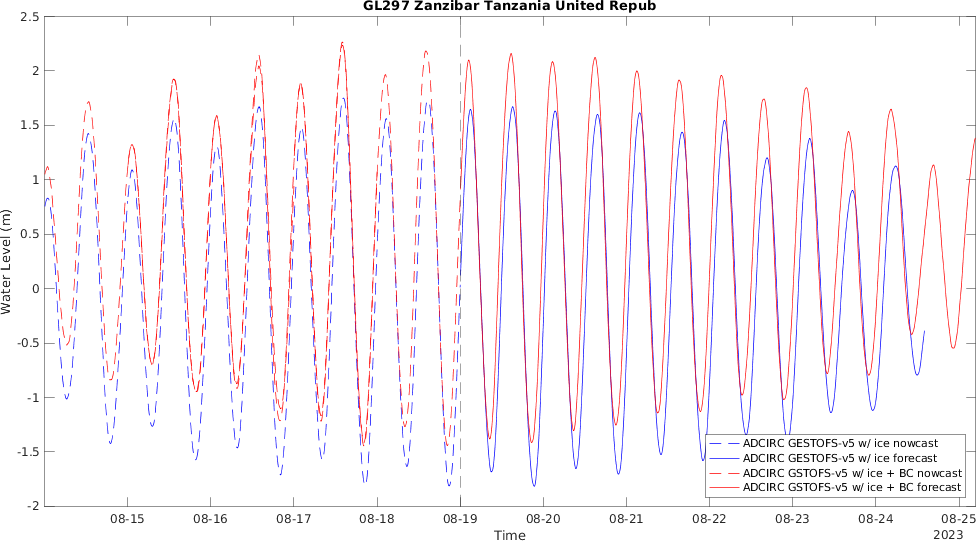 GL297 Zanzibar Tanzania United Repub
2.5
2
1.5
1
0.5
0
-0.5
-1
-1.5
-2
Water Level (m)
ADCIRC GESTOFS-v5 w/ ice nowcast
ADCIRC GESTOFS-v5 w/ ice forecast
ADCIRC GSTOFS-v5 w/ice + BC nowcast
ADCIRC GSTOFS-v5 w/ice + BC forecast
08-15 08-16 08-17 08-18 08-19 08-20 08-21 08-22 08-23 08-24 08-25
Time 2023